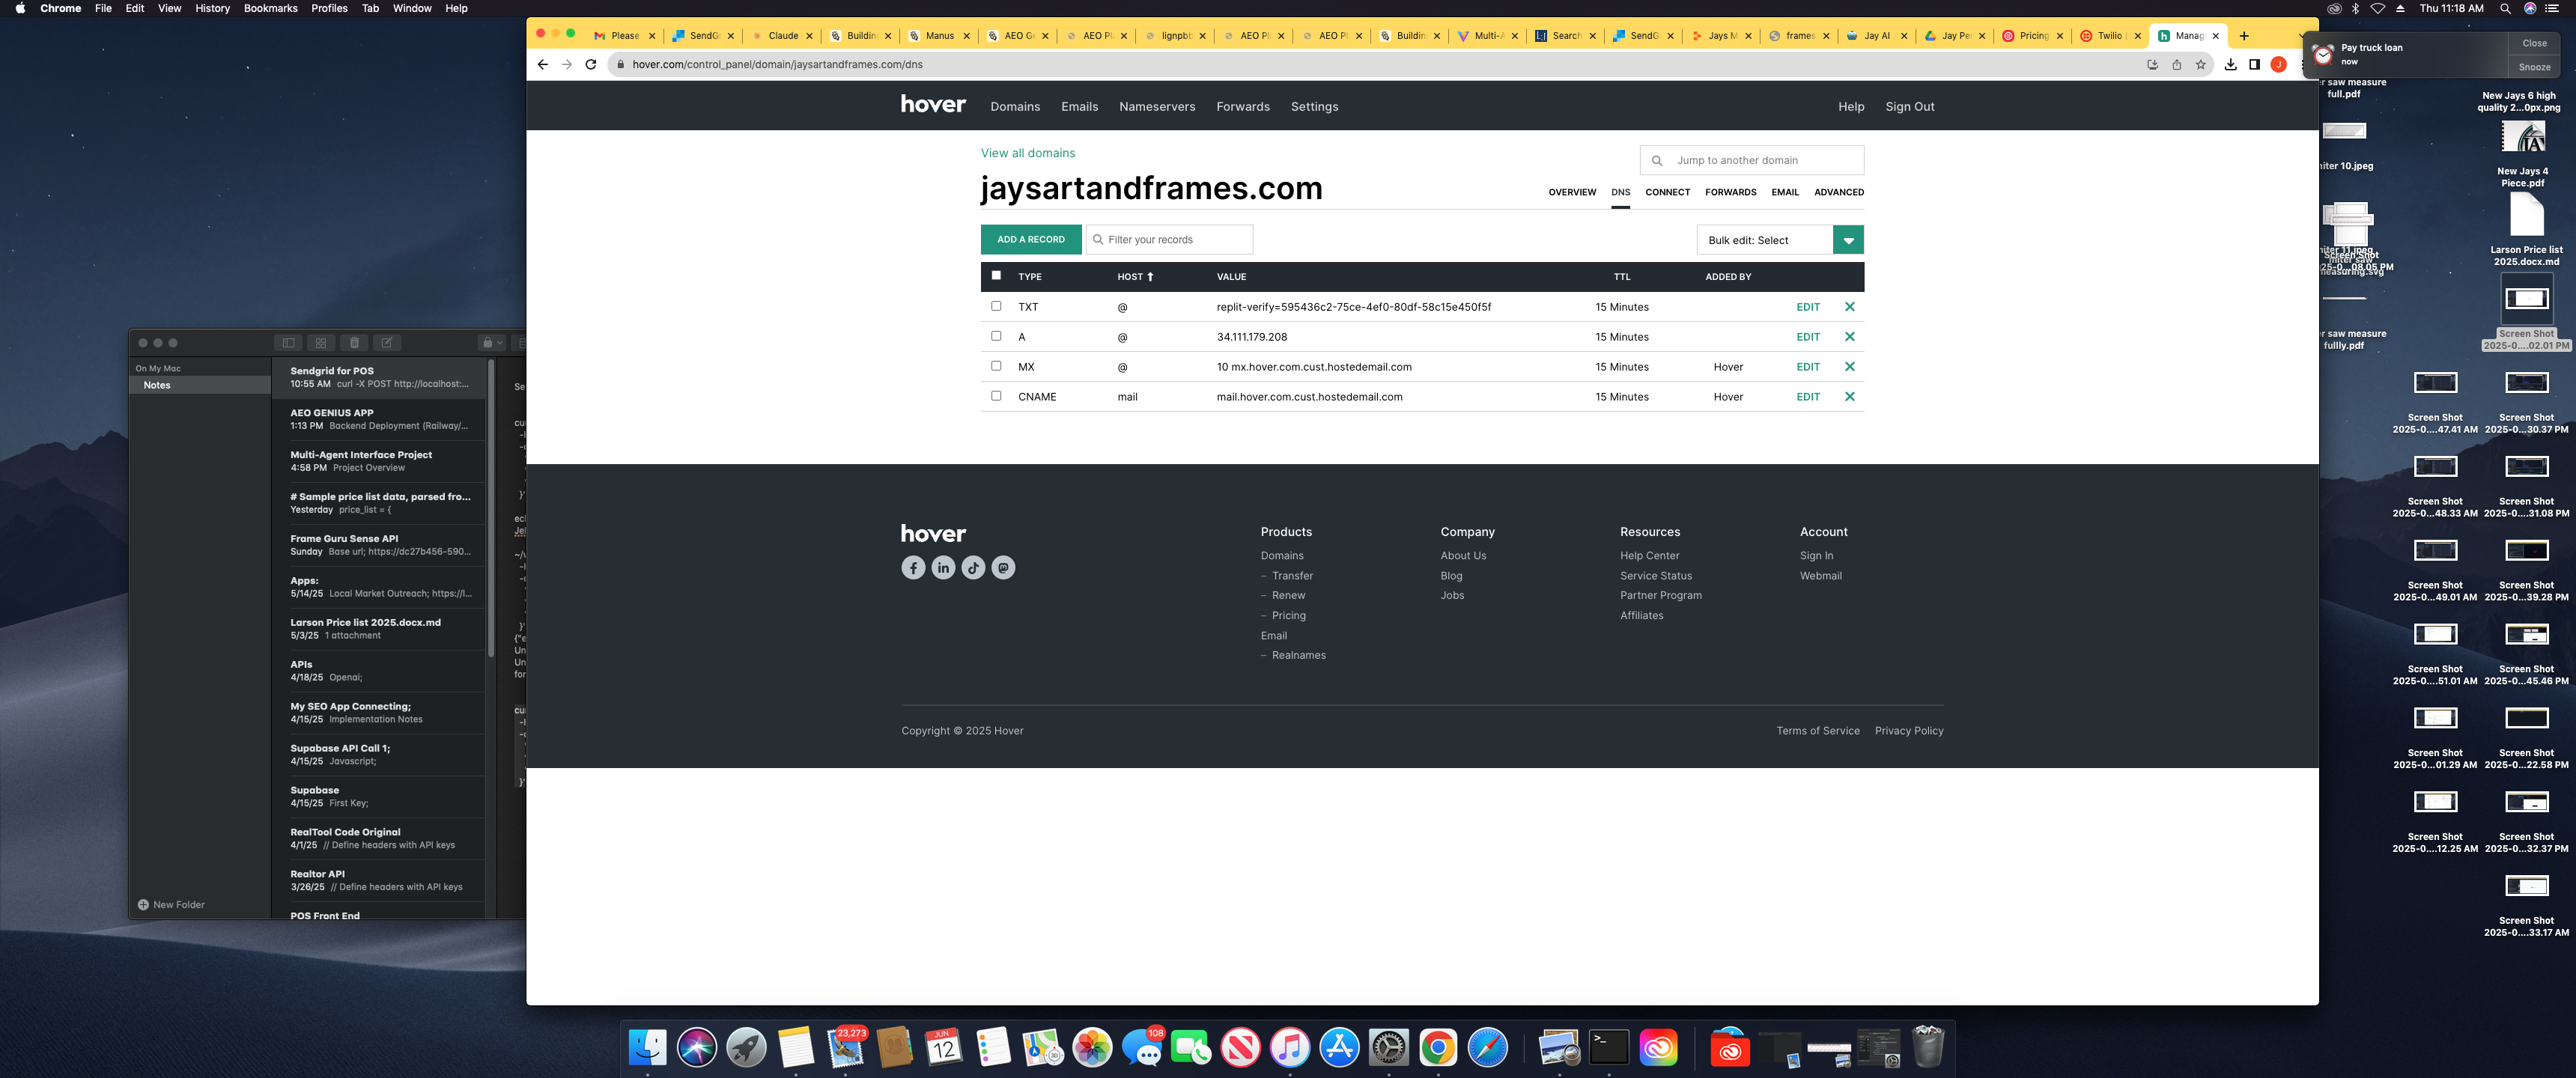 Chrome File Edit View History Bookmarks Profiles Tab Window Help
Thu 11:18 AM
Please
SendG
Claude
Building
Manus
AEO G
AEO Pl
lignpbb
AEO Pl
AEO Pl
Building
Multi-A
Search
SendG
Jays M
frames
Jay AI
Jay Pe
Pricing
Twilio
Manag
hover.com/control_panel/domain/jaysartandframes.com/dns
J
Pay truck loan
now
Close
Snooze
hover
Domains Emails Nameservers Forwards Settings
Help Sign Out
View all domains
Jump to another domain
jaysartandframes.com
OVERVIEW DNS CONNECT FORWARDS EMAIL ADVANCED
ADD A RECORD
Filter your records
Bulk edit: Select
TYPE HOST VALUE TTL ADDED BY
TXT @ replit-verify=595436c2-75ce-4ef0-80df-58c15e450f5f 15 Minutes EDIT
A @ 34.111.179.208 15 Minutes EDIT
MX @ 10 mx.hover.com.cust.hostedemail.com 15 Minutes Hover EDIT
CNAME mail mail.hover.com.cust.hostedemail.com 15 Minutes Hover EDIT
hover
Products
Domains
– Transfer
– Renew
– Pricing
Email
– Realnames
Company
About Us
Blog
Jobs
Resources
Help Center
Service Status
Partner Program
Affiliates
Account
Sign In
Webmail
Copyright © 2025 Hover
Terms of Service Privacy Policy
On My Mac
Notes
New Folder
Sendgrid for POS
10:55 AM curl -X POST http://localhost:...
AEO GENIUS APP
1:13 PM Backend Deployment (Railway/...
Multi-Agent Interface Project
4:58 PM Project Overview
# Sample price list data, parsed fro...
Yesterday price_list = {
Frame Guru Sense API
Sunday Base url; https://dc27b456-590...
Apps:
5/14/25 Local Market Outreach; https://l...
Larson Price list 2025.docx.md
5/3/25 1 attachment
APIs
4/18/25 Openai;
My SEO App Connecting;
4/15/25 Implementation Notes
Supabase API Call 1;
4/15/25 Javascript;
Supabase
4/15/25 First Key;
RealTool Code Original
4/1/25 // Define headers with API keys
Realtor API
3/26/25 // Define headers with API keys
POS Front End
r saw measure
full.pdf
niter 10.jpeg
r saw measure
fullly.pdf
New Jays 6 high
quality 2...0px.png
New Jays 4
Piece.pdf
Larson Price list
2025.docx.md
Screen Shot
2025-0....02.01 PM
Screen Shot
2025-0....47.41 AM
Screen Shot
2025-0...30.37 PM
Screen Shot
2025-0...48.33 AM
Screen Shot
2025-0...31.08 PM
Screen Shot
2025-0...49.01 AM
Screen Shot
2025-0...39.28 PM
Screen Shot
2025-0....51.01 AM
Screen Shot
2025-0...45.46 PM
Screen Shot
2025-0...01.29 AM
Screen Shot
2025-0...22.58 PM
Screen Shot
2025-0....12.25 AM
Screen Shot
2025-0...32.37 PM
Screen Shot
2025-0....33.17 AM
23,273
JUN
12
108